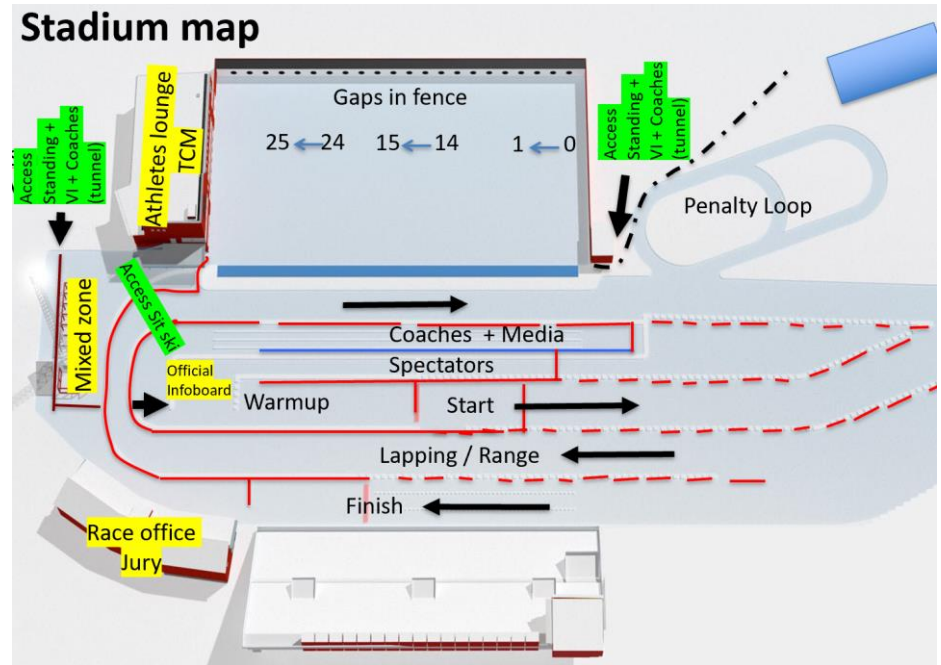 Stadium map
Access
Standing +
VI + Coaches
(tunnel)
Athletes lounge
TCM
Gaps in fence
25 24 15 14 1 0
Access
Standing +
VI + Coaches
(tunnel)
Penalty Loop
Mixed zone
Access Sit ski
Coaches + Media
Spectators
Official
Infoboard
Warmup
Start
Lapping / Range
Finish
Race office
Jury